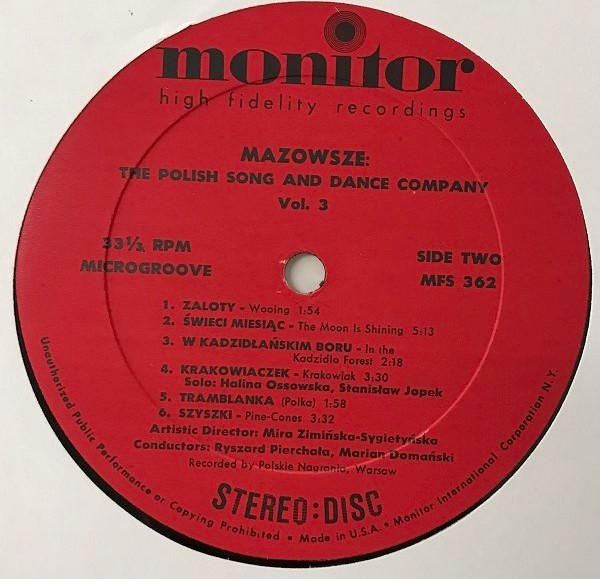 monitor
high fidelity recordings
MAZOWSZE:
THE POLISH SONG AND DANCE COMPANY
Vol. 3
33⅓ RPM
MICROGROOVE
SIDE TWO
MFS 362
1. ZALOTY - Wooing 1:54
2. ŚWIECI MIESIĄC - The Moon Is Shining 5:13
3. W KADZIDLAŃSKIM BORU - In the
Kadzidlo Forest 2:18
4. KRAKOWIACZEK - Krakowiak 3:30
Solo: Halina Ossowska, Stanisław Jopek
5. TRAMBLANKA (Polka) 1:58
6. SZYSZKI - Pine-Cones 3:32
Artistic Director: Mira Zimińska-Sygietyńska
Conductors: Ryszard Pierchała, Marian Domański
Recorded by Polskie Nagrania, Warsaw
STEREO:DISC
Unauthorized Public Performance or Copying Prohibited • Made in U.S.A. • Monitor International Corporation N.Y.